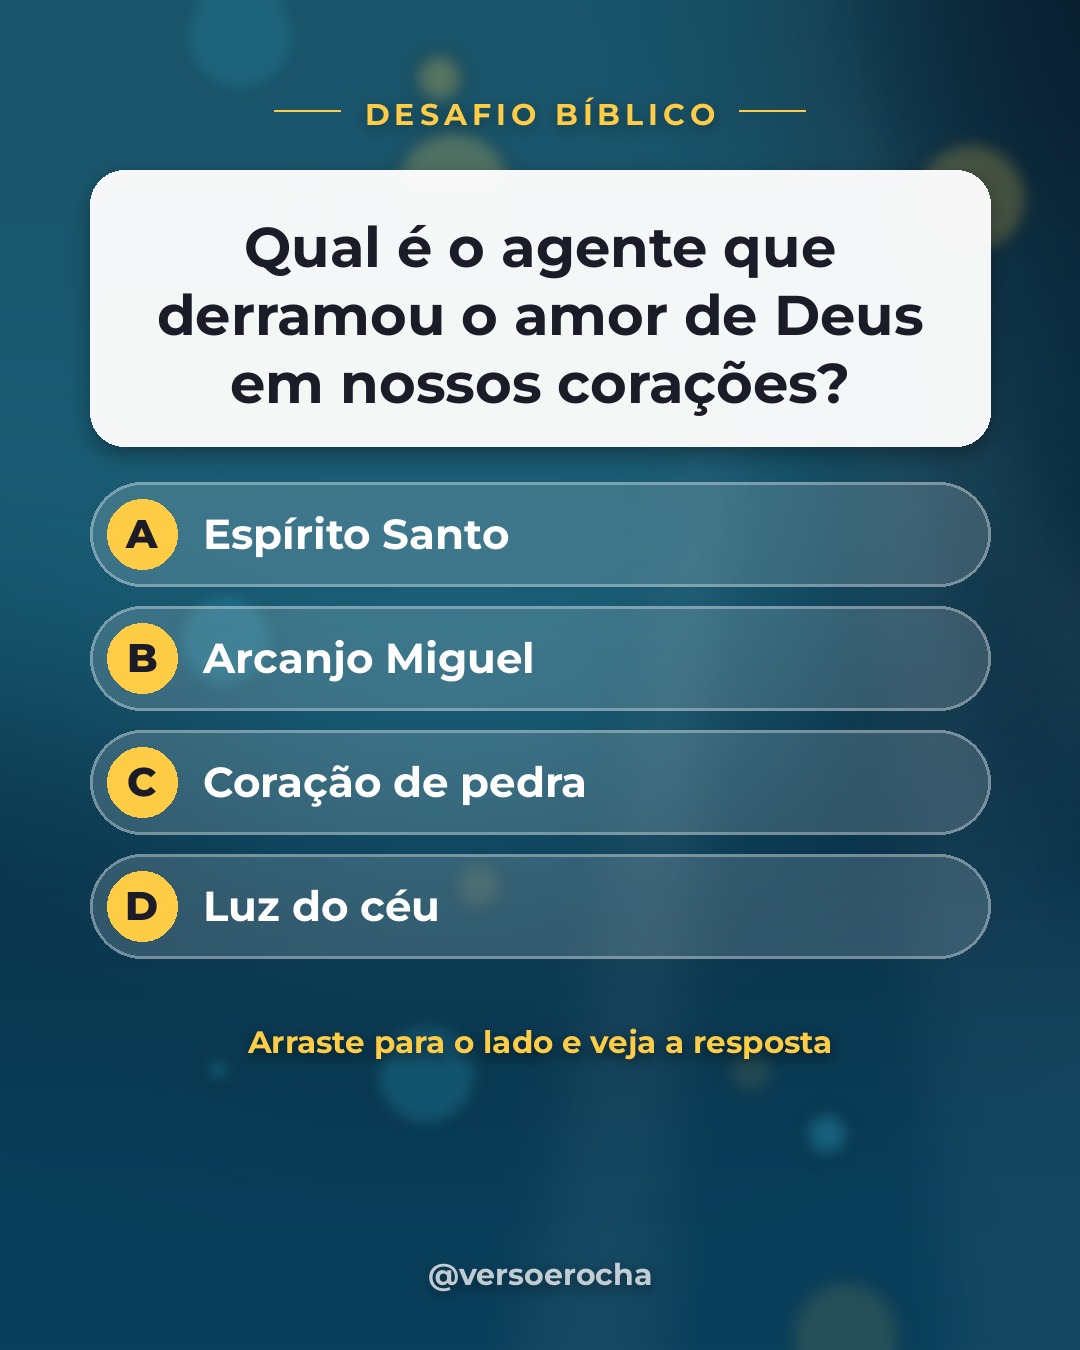 DESAFIO BÍBLICO
Qual é o agente que
derramou o amor de Deus
em nossos corações?
A Espírito Santo
B Arcanjo Miguel
C Coração de pedra
D Luz do céu
Arraste para o lado e veja a resposta
@versoerocha